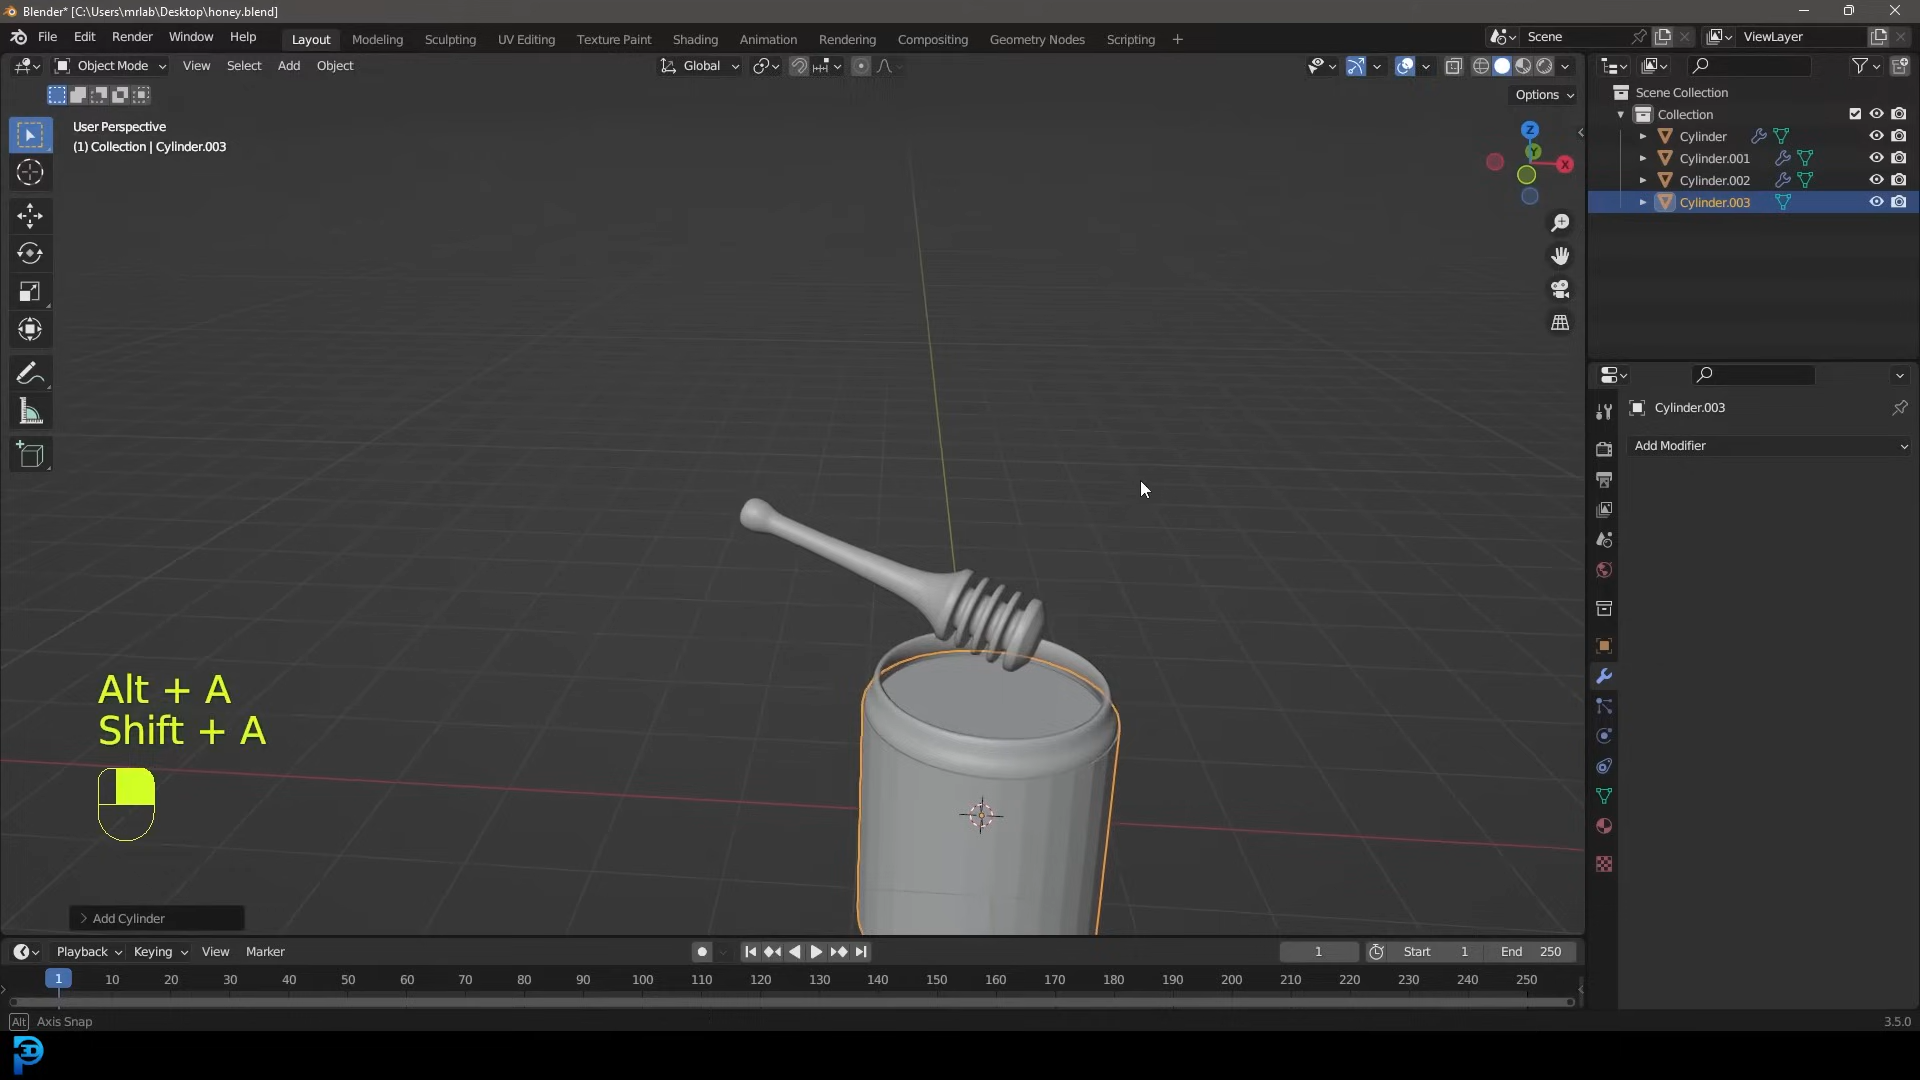 Blender* [C:\Users\mrlab\Desktop\honey.blend]
File Edit Render Window Help Layout Modeling Sculpting UV Editing Texture Paint Shading Animation Rendering Compositing Geometry Nodes Scripting + Scene ViewLayer
Object Mode View Select Add Object Global
Options
User Perspective
(1) Collection | Cylinder.003
Z
Y
X
Scene Collection
Collection
Cylinder
Cylinder.001
Cylinder.002
Cylinder.003
Cylinder.003
Add Modifier
Alt + A
Shift + A
Add Cylinder
Playback Keying View Marker 1 Start 1 End 250
1 10 20 30 40 50 60 70 80 90 100 110 120 130 140 150 160 170 180 190 200 210 220 230 240 250
Alt Axis Snap 3.5.0
3D